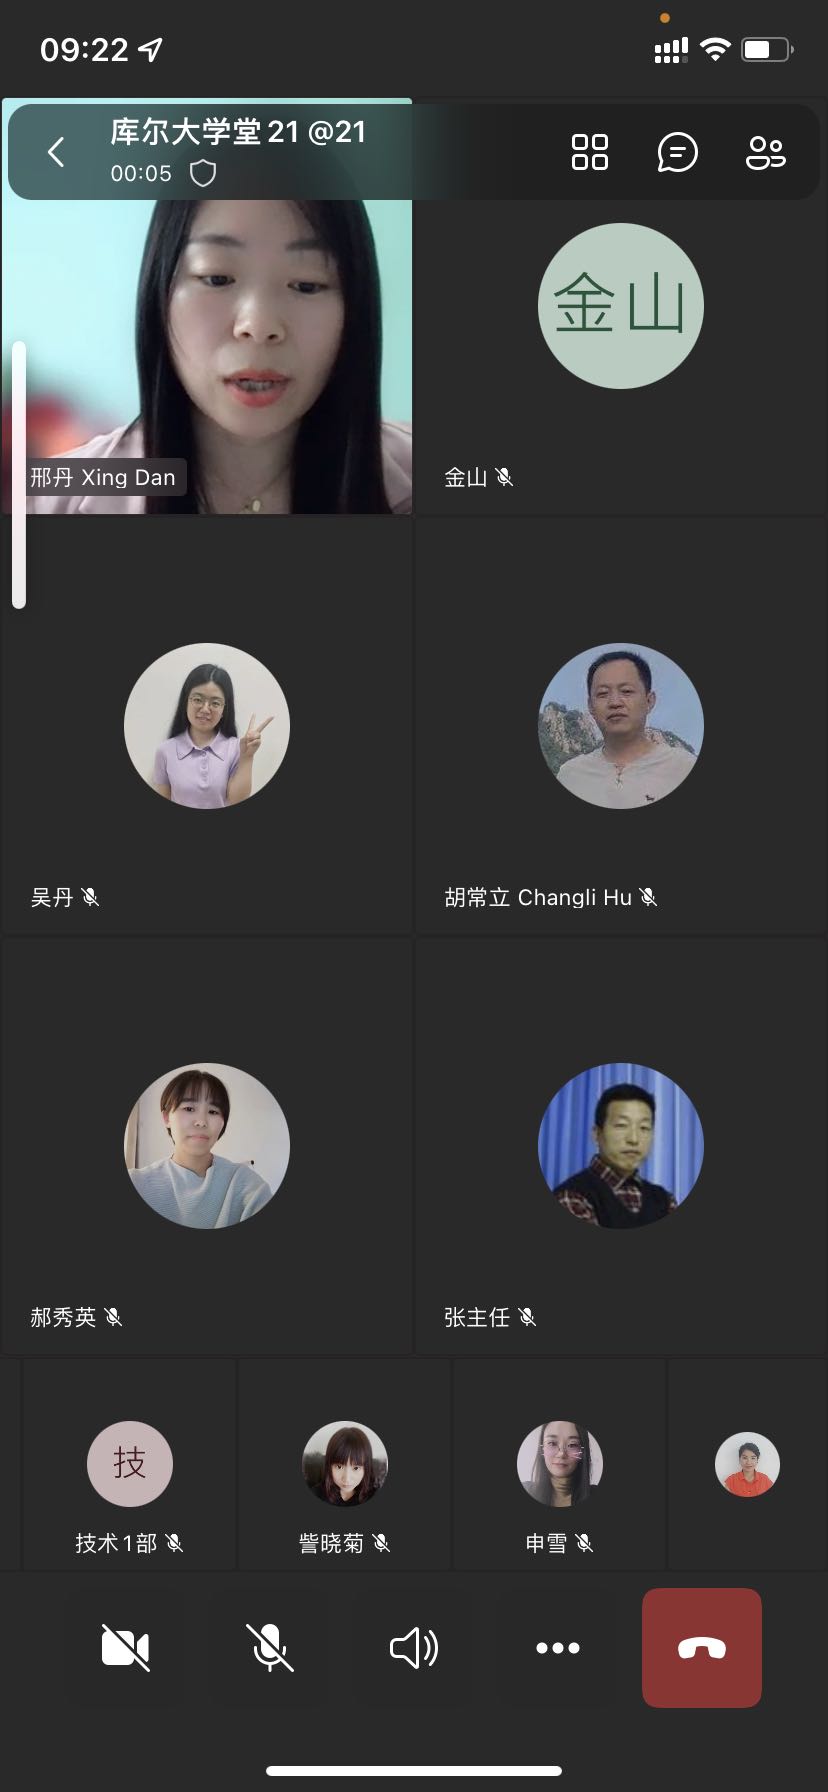 09:22
库尔大学堂21 @21
00:05
金山
邢丹 Xing Dan
金山
吴丹
胡常立 Changli Hu
郝秀英
张主任
技
技术1部
訾晓菊
申雪